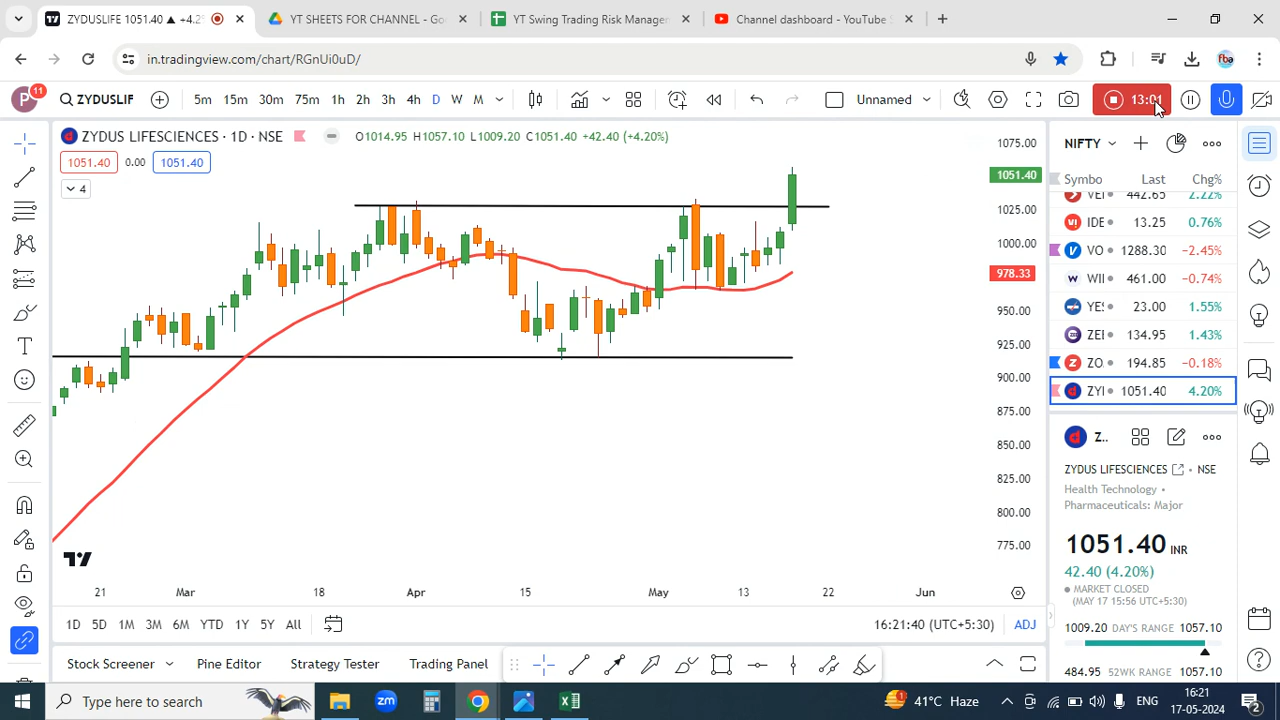 ZYDUSLIFE 1051.40 ▲ +4.2
YT SHEETS FOR CHANNEL - Go
YT Swing Trading Risk Managem
Channel dashboard - YouTube S
in.tradingview.com/chart/RGnUi0uD/
P
11
ZYDUSLIF
5m 15m 30m 75m 1h 2h 3h 4h D W M
Unnamed
13:01
ZYDUS LIFESCIENCES · 1D · NSE
O1014.95 H1057.10 L1009.20 C1051.40 +42.40 (+4.20%)
1051.40 0.00 1051.40
4
1075.00
1051.40
1025.00
1000.00
978.33
950.00
925.00
900.00
875.00
850.00
825.00
800.00
775.00
21 Mar 18 Apr 15 May 13 22 Jun
1D 5D 1M 3M 6M YTD 1Y 5Y All
16:21:40 (UTC+5:30)
ADJ
Stock Screener
Pine Editor
Strategy Tester
Trading Panel
NIFTY
Symbo Last Chg%
VEI 442.65 2.22%
IDE 13.25 0.76%
VO 1288.30 −2.45%
WII 461.00 −0.74%
YES 23.00 1.55%
ZEE 134.95 1.43%
ZO 194.85 −0.18%
ZYI 1051.40 4.20%
Z..
ZYDUS LIFESCIENCES • NSE
Health Technology •
Pharmaceuticals: Major
1051.40 INR
42.40 (4.20%)
MARKET CLOSED
(MAY 17 15:56 UTC+5:30)
1009.20 DAY'S RANGE 1057.10
484.95 52WK RANGE 1057.10
Type here to search
zm
41°C Haze
ENG
16:21
17-05-2024
2